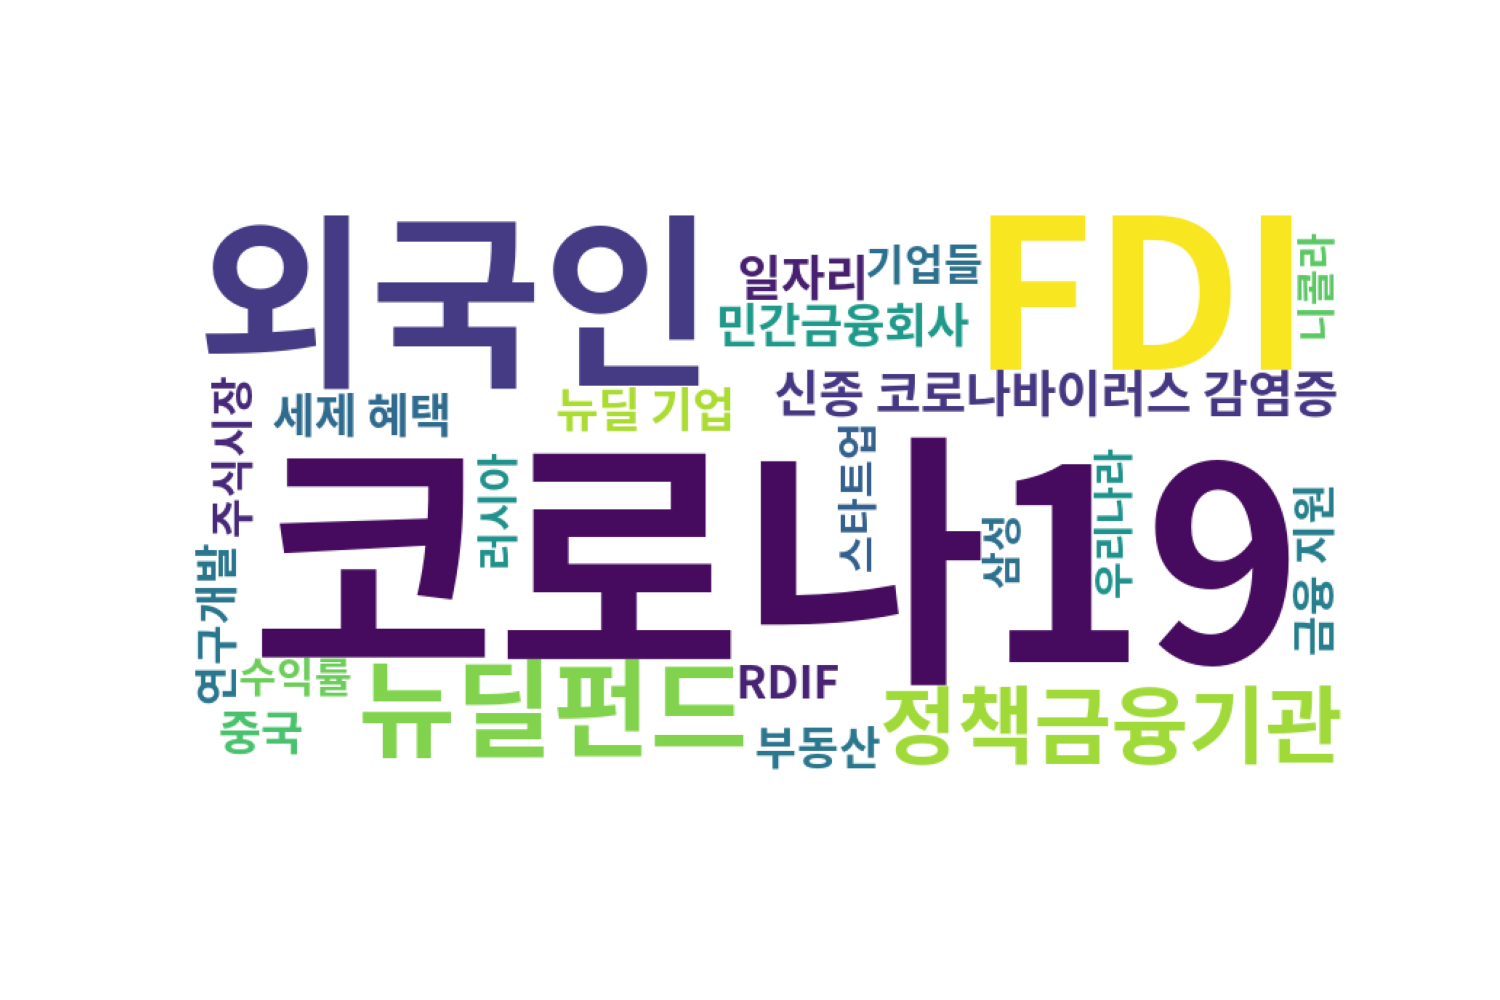 외국인
일자리
기업들
FDI
니콜라
민간금융회사
신종 코로나바이러스 감염증
주식시장
세제 혜택
뉴딜 기업
코로나19
러시아
스타트업
삼성
우리나라
금융 지원
연구개발
수익률
뉴딜펀드
RDIF
정책금융기관
중국
부동산